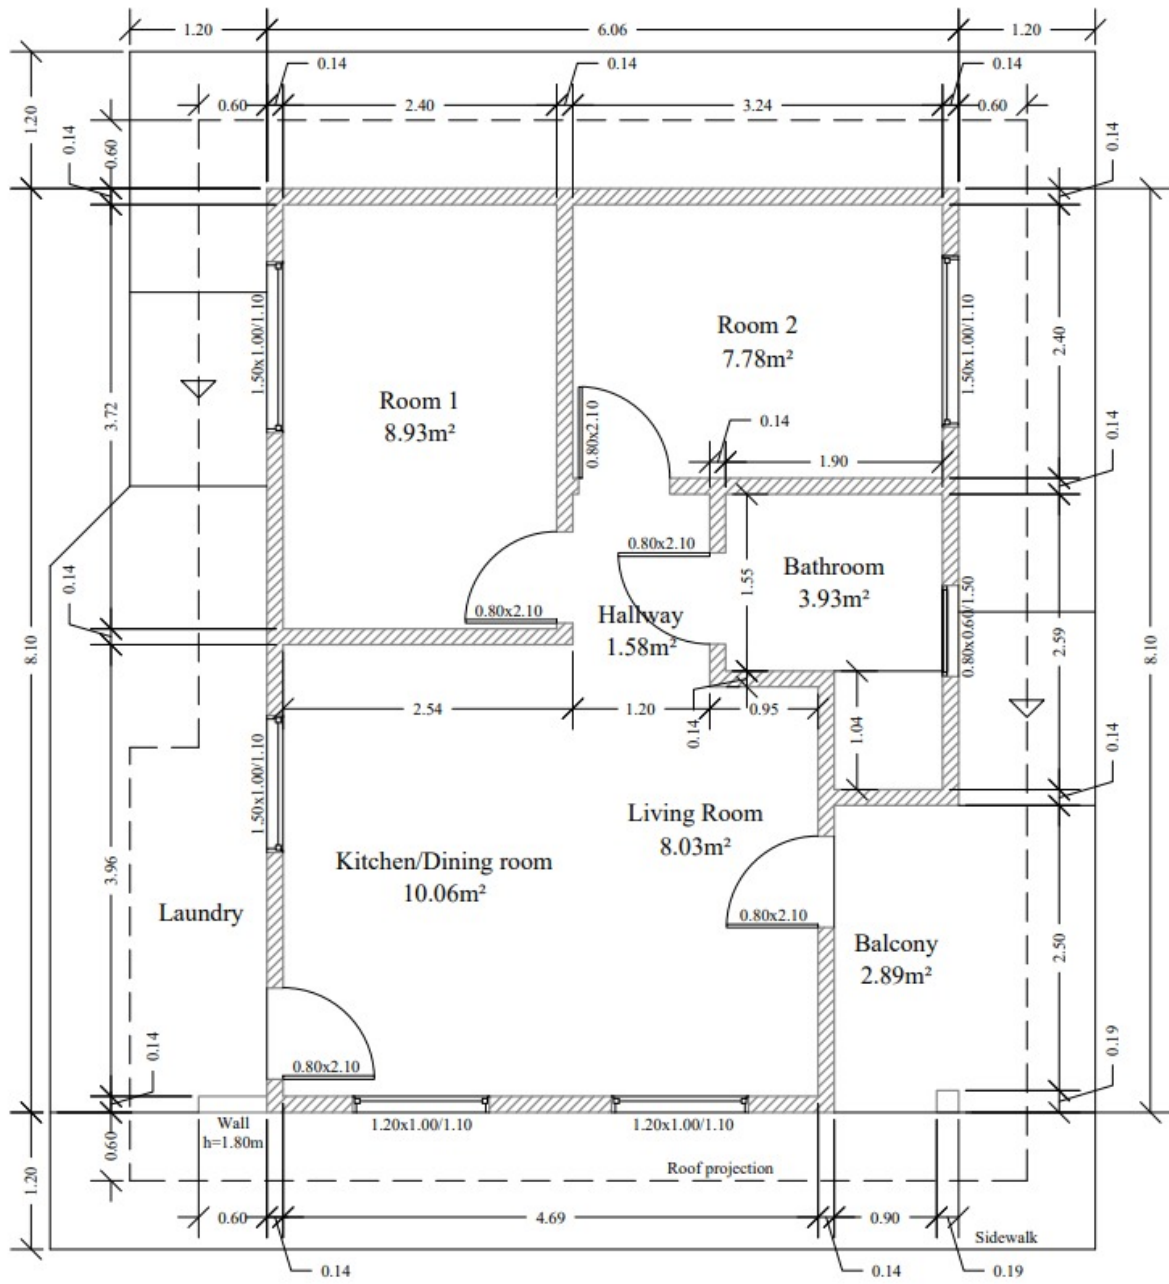 1.20
6.06
1.20
0.14
0.14
0.14
0.60
2.40
3.24
0.60
1.20
0.14
0.60
0.14
1.50x1.00/1.10
Room 1
8.93m²
Room 2
7.78m²
1.50x1.00/1.10
2.40
3.72
0.80x2.10
0.14
1.90
0.14
0.80x2.10
1.55
Bathroom
3.93m²
0.80x0.60/1.50
0.14
0.80x2.10
Hallway
1.58m²
2.59
8.10
8.10
2.54
1.20
0.14
0.95
1.04
0.14
1.50x1.00/1.10
Living Room
8.03m²
Kitchen/Dining room
10.06m²
3.96
Laundry
0.80x2.10
Balcony
2.89m²
2.50
0.14
0.80x2.10
0.19
Wall
h=1.80m
1.20x1.00/1.10
1.20x1.00/1.10
0.60
1.20
Roof projection
0.60
4.69
0.90
Sidewalk
0.14
0.14
0.19